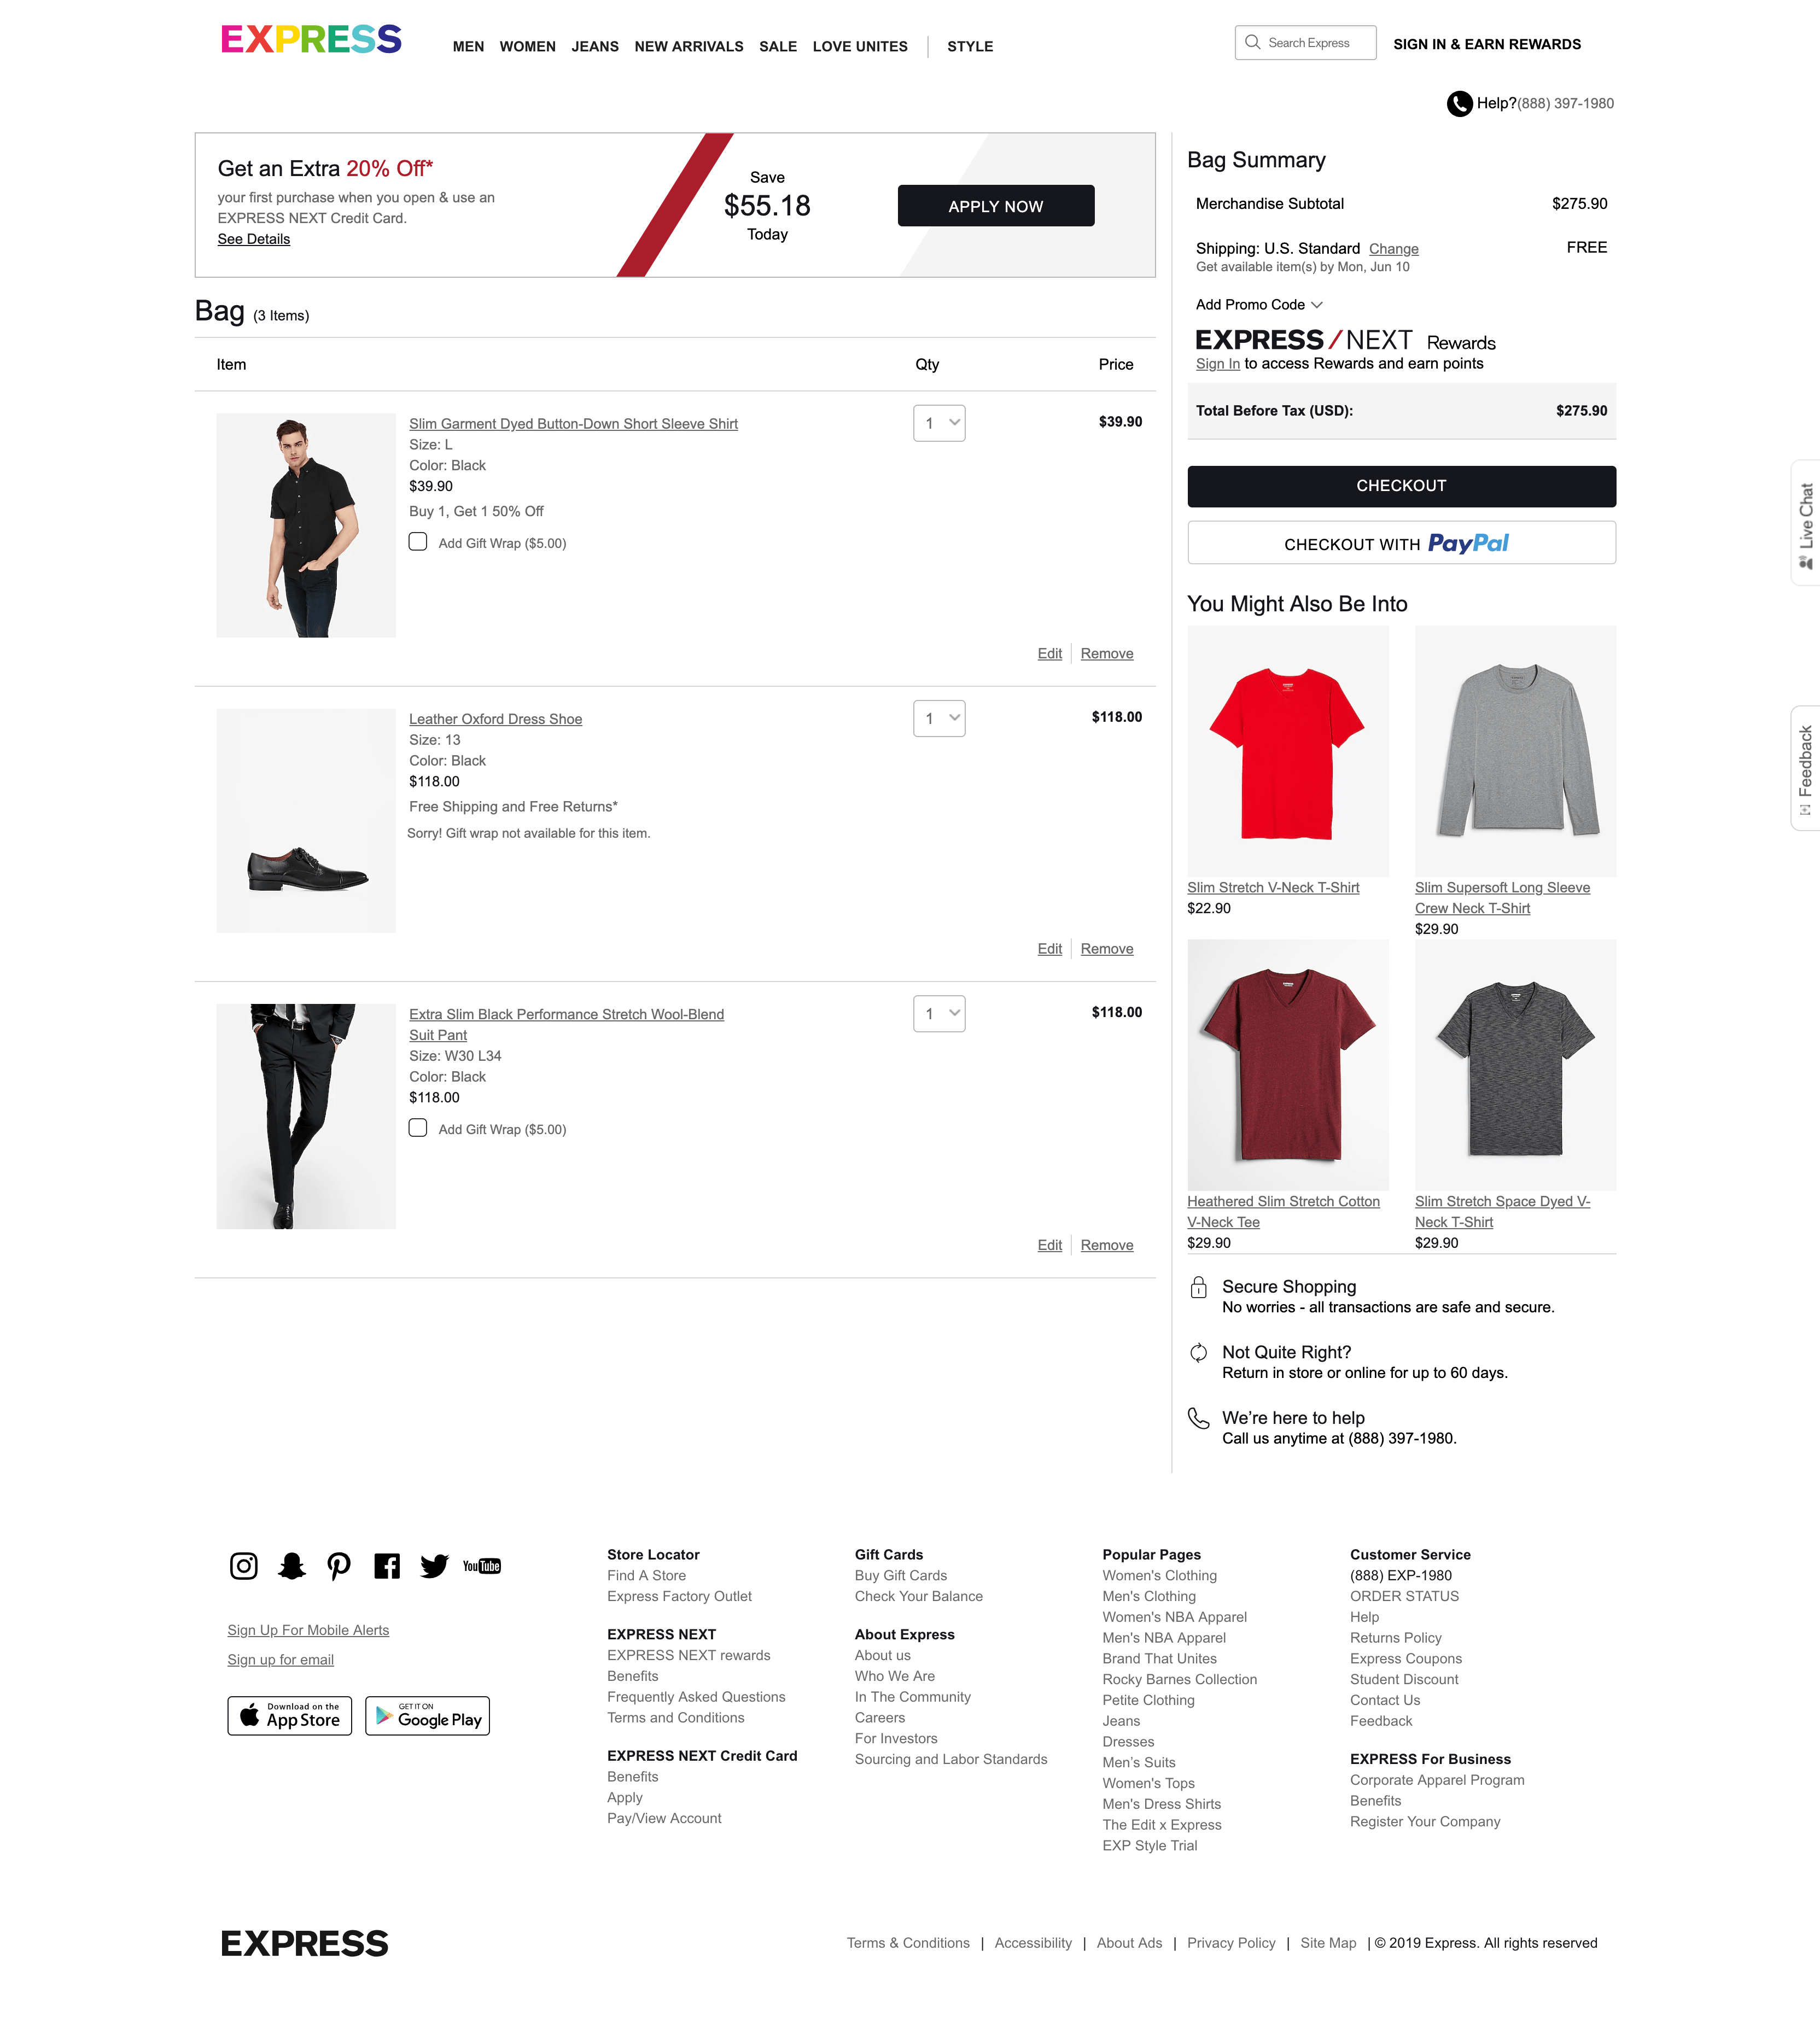 EXPRESS
MEN WOMEN JEANS NEW ARRIVALS SALE LOVE UNITES STYLE
Search Express
SIGN IN & EARN REWARDS
Help?(888) 397-1980
Get an Extra 20% Off*
your first purchase when you open & use an
EXPRESS NEXT Credit Card.
See Details
Save
$55.18
Today
APPLY NOW
Bag (3 Items)
Item Qty Price
Slim Garment Dyed Button-Down Short Sleeve Shirt
Size: L
Color: Black
$39.90
Buy 1, Get 1 50% Off
Add Gift Wrap ($5.00)
1
$39.90
Edit Remove
Leather Oxford Dress Shoe
Size: 13
Color: Black
$118.00
Free Shipping and Free Returns*
Sorry! Gift wrap not available for this item.
1
$118.00
Edit Remove
Extra Slim Black Performance Stretch Wool-Blend
Suit Pant
Size: W30 L34
Color: Black
$118.00
Add Gift Wrap ($5.00)
1
$118.00
Edit Remove
Bag Summary
Merchandise Subtotal $275.90
Shipping: U.S. Standard Change FREE
Get available item(s) by Mon, Jun 10
Add Promo Code
EXPRESS/NEXT Rewards
Sign In to access Rewards and earn points
Total Before Tax (USD): $275.90
CHECKOUT
CHECKOUT WITH PayPal
You Might Also Be Into
Slim Stretch V-Neck T-Shirt
$22.90
Slim Supersoft Long Sleeve
Crew Neck T-Shirt
$29.90
Heathered Slim Stretch Cotton
V-Neck Tee
$29.90
Slim Stretch Space Dyed V-
Neck T-Shirt
$29.90
Secure Shopping
No worries - all transactions are safe and secure.
Not Quite Right?
Return in store or online for up to 60 days.
We’re here to help
Call us anytime at (888) 397-1980.
Live Chat
Feedback
YouTube
Sign Up For Mobile Alerts
Sign up for email
Download on the
App Store
GET IT ON
Google Play
Store Locator
Find A Store
Express Factory Outlet
EXPRESS NEXT
EXPRESS NEXT rewards
Benefits
Frequently Asked Questions
Terms and Conditions
EXPRESS NEXT Credit Card
Benefits
Apply
Pay/View Account
Gift Cards
Buy Gift Cards
Check Your Balance
About Express
About us
Who We Are
In The Community
Careers
For Investors
Sourcing and Labor Standards
Popular Pages
Women's Clothing
Men's Clothing
Women's NBA Apparel
Men's NBA Apparel
Brand That Unites
Rocky Barnes Collection
Petite Clothing
Jeans
Dresses
Men’s Suits
Women's Tops
Men's Dress Shirts
The Edit x Express
EXP Style Trial
Customer Service
(888) EXP-1980
ORDER STATUS
Help
Returns Policy
Express Coupons
Student Discount
Contact Us
Feedback
EXPRESS For Business
Corporate Apparel Program
Benefits
Register Your Company
EXPRESS
Terms & Conditions | Accessibility | About Ads | Privacy Policy | Site Map | © 2019 Express. All rights reserved